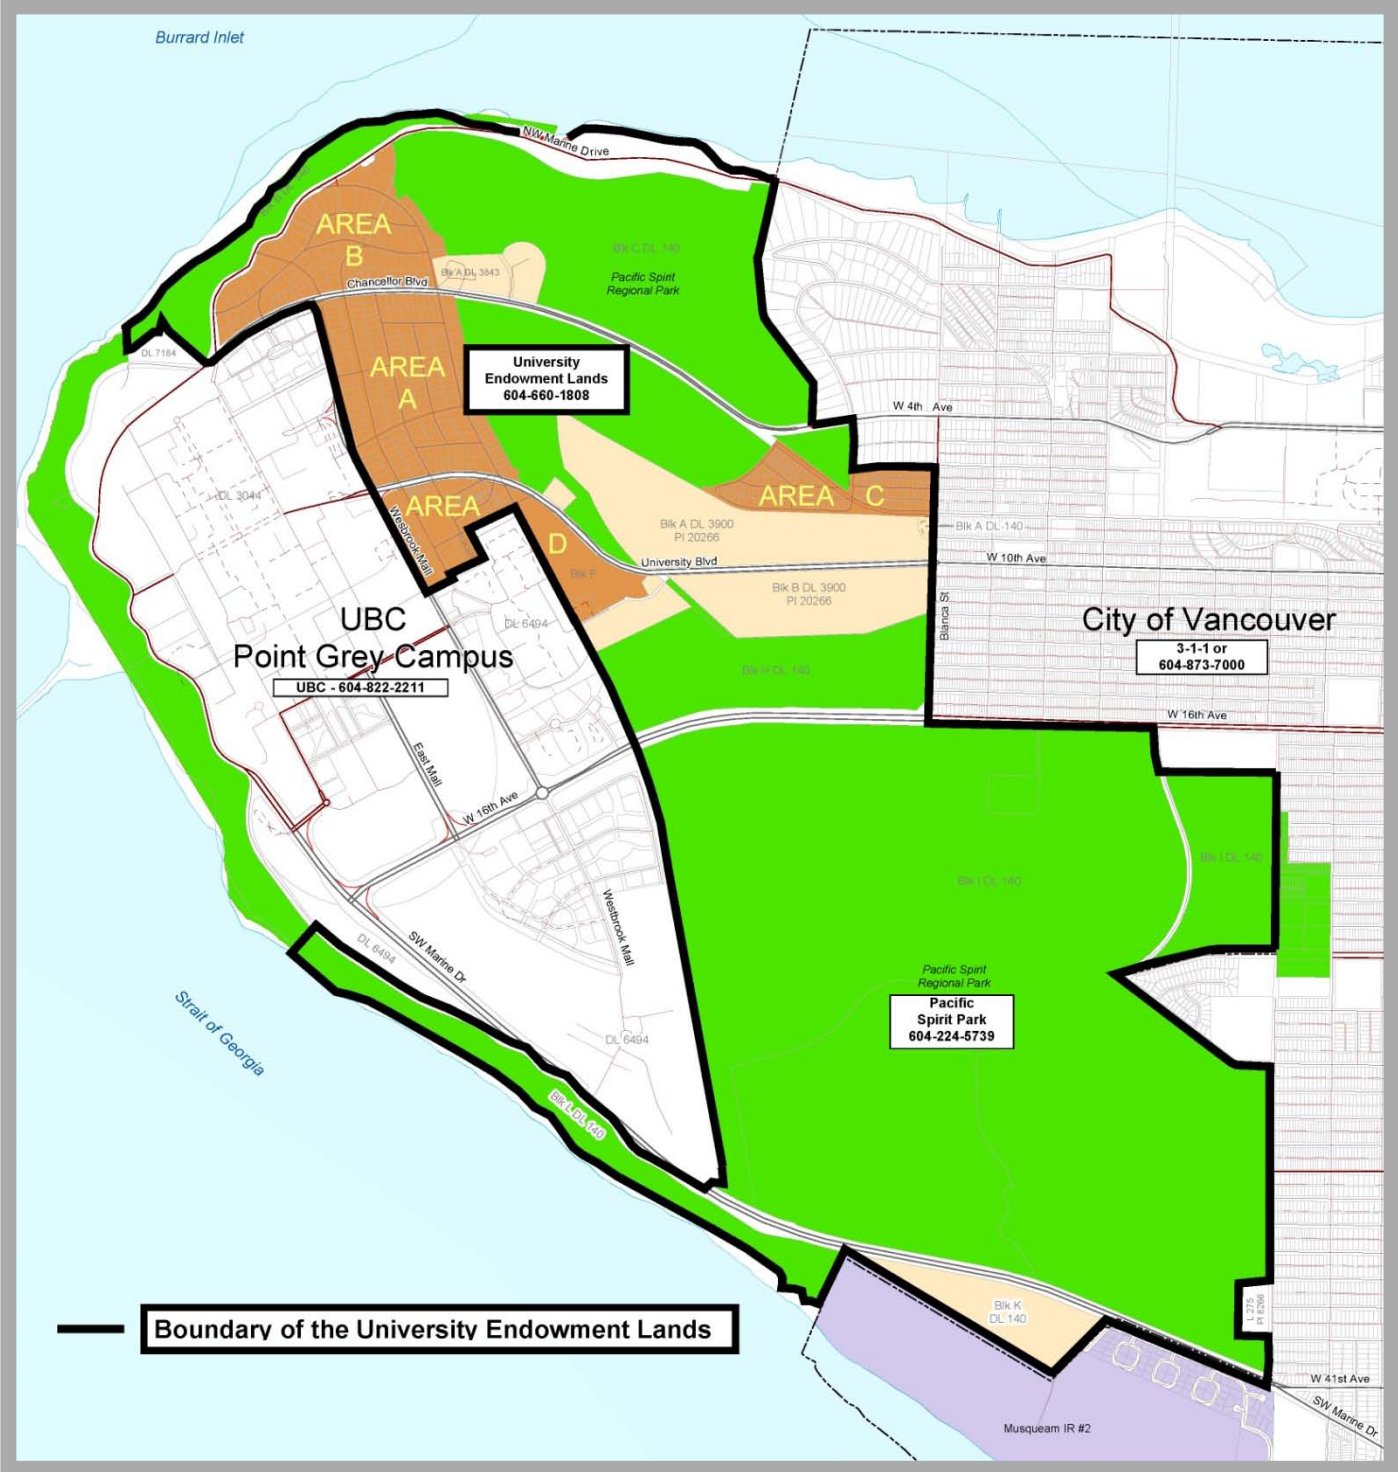 Burrard Inlet
NW Marine Drive
AREA
B
Blk C DL 140
Pacific Spirit
Regional Park
Blk A DL 3843
Chancellor Blvd
DL 7184
AREA
A
University
Endowment Lands
604-660-1808
W 4th Ave
DL 3044
AREA
AREA C
Blk A DL 3900
PI 20266
Blk A DL 140
Wesbrook Mall
D
Blk F
University Blvd
W 10th Ave
Blk B DL 3900
PI 20266
Blanca St
UBC
Point Grey Campus
UBC - 604-822-2211
DL 6494
City of Vancouver
3-1-1 or
604-873-7000
Blk H DL 140
W 16th Ave
East Mall
W 16th Ave
Blk I DL 140
Blk I DL 140
Westbrook Mall
DL 6494
SW Marine Dr
Pacific Spirit
Regional Park
Pacific
Spirit Park
604-224-5739
Strait of Georgia
DL 6494
Blk L DL 140
Blk K
DL 140
L 275
PI 8266
Boundary of the University Endowment Lands
W 41st Ave
SW Marine Dr
Musqueam IR #2